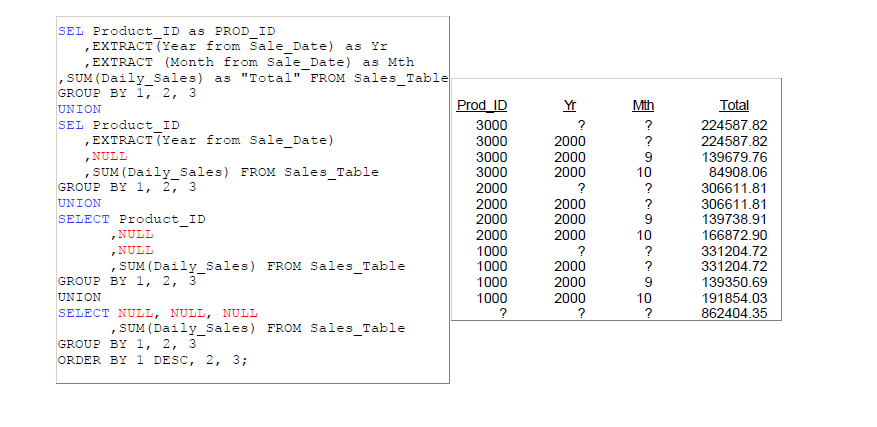 SEL Product_ID as PROD_ID
,EXTRACT(Year from Sale_Date) as Yr
,EXTRACT (Month from Sale_Date) as Mth
,SUM(Daily_Sales) as "Total" FROM Sales_Table
GROUP BY 1, 2, 3
UNION
SEL Product_ID
,EXTRACT(Year from Sale_Date)
,NULL
,SUM(Daily_Sales) FROM Sales_Table
GROUP BY 1, 2, 3
UNION
SELECT Product_ID
,NULL
,NULL
,SUM(Daily_Sales) FROM Sales_Table
GROUP BY 1, 2, 3
UNION
SELECT NULL, NULL, NULL
,SUM(Daily_Sales) FROM Sales_Table
GROUP BY 1, 2, 3
ORDER BY 1 DESC, 2, 3;
Prod_ID Yr Mth Total
3000 ? ? 224587.82
3000 2000 ? 224587.82
3000 2000 9 139679.76
3000 2000 10 84908.06
2000 ? ? 306611.81
2000 2000 ? 306611.81
2000 2000 9 139738.91
2000 2000 10 166872.90
1000 ? ? 331204.72
1000 2000 ? 331204.72
1000 2000 9 139350.69
1000 2000 10 191854.03
? ? ? 862404.35